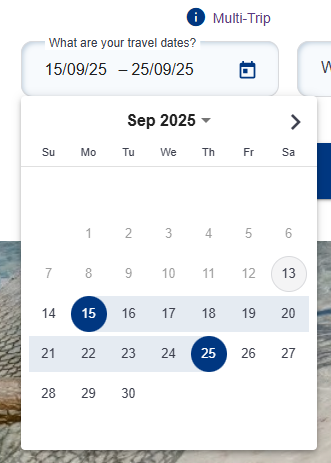 Multi-Trip
What are your travel dates?
15/09/25 – 25/09/25
W
Sep 2025
Su Mo Tu We Th Fr Sa
1 2 3 4 5 6
7 8 9 10 11 12 13
14 15 16 17 18 19 20
21 22 23 24 25 26 27
28 29 30